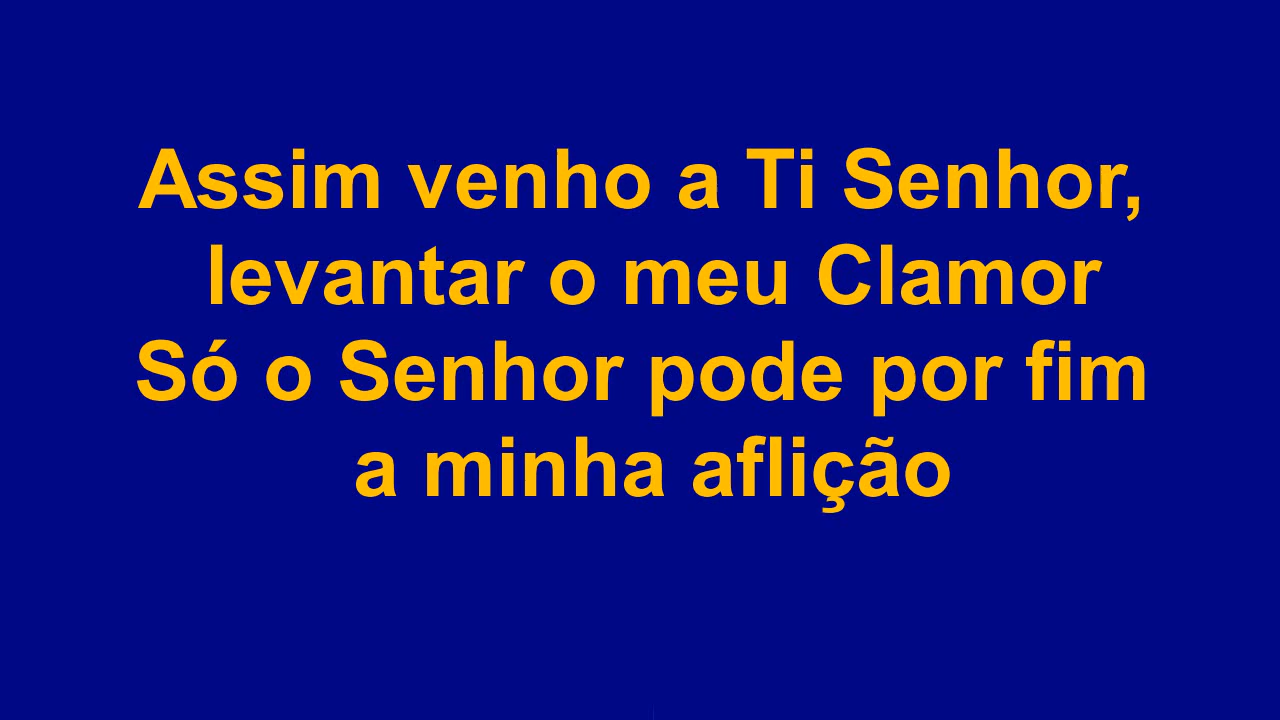 Assim venho a Ti Senhor,
levantar o meu Clamor
Só o Senhor pode por fim
a minha aflição